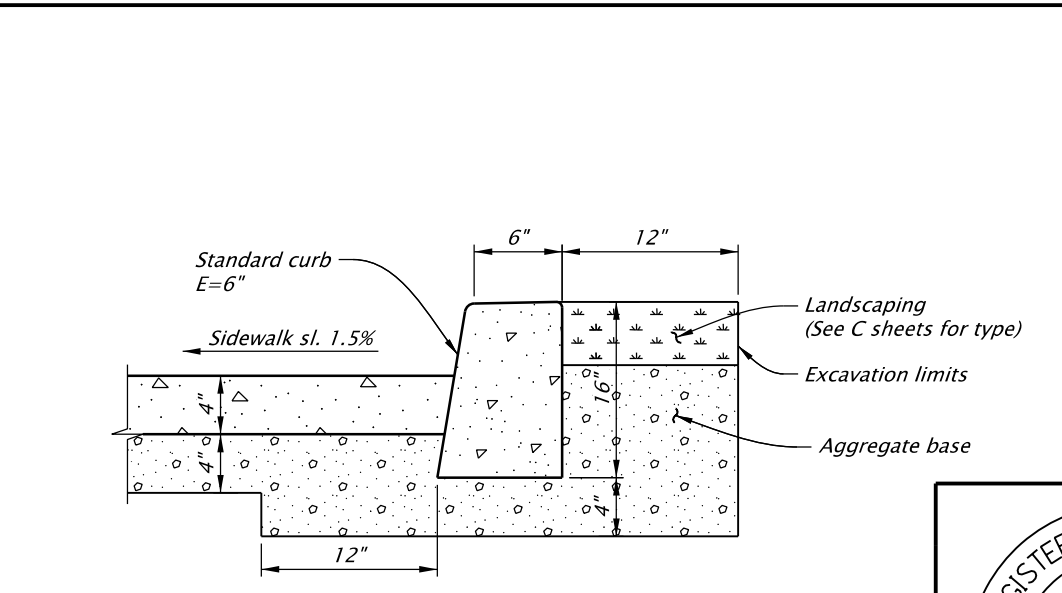 6"
12"
Standard curb
E=6"
Landscaping
(See C sheets for type)
Sidewalk sl. 1.5%
Excavation limits
4"
16"
Aggregate base
4"
4"
12"